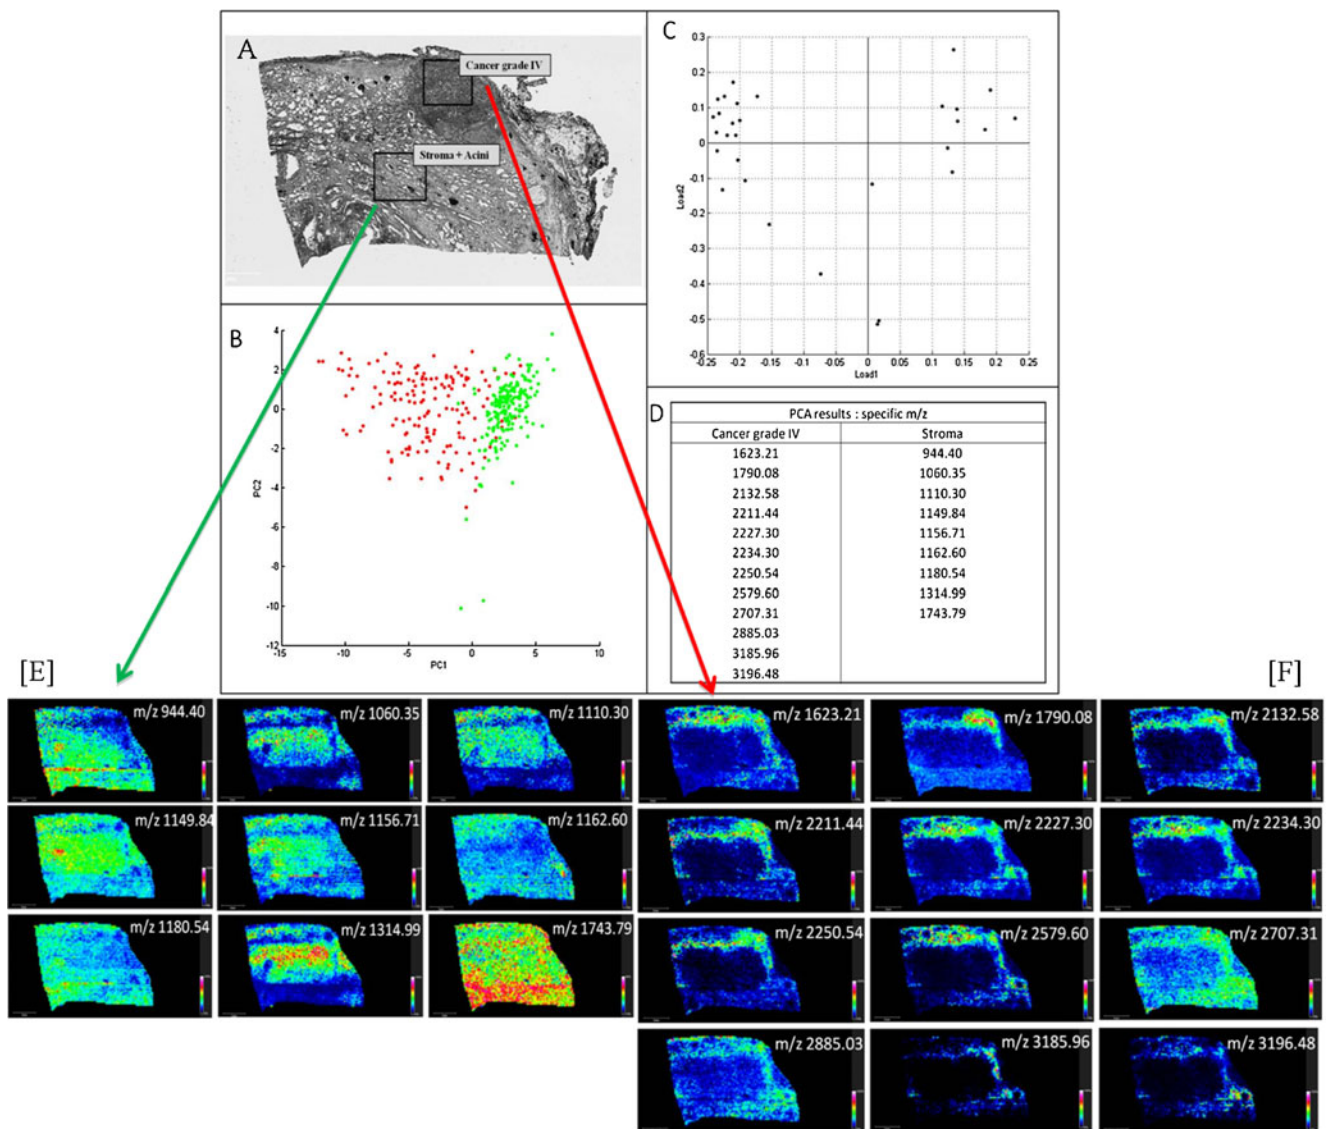 A
Cancer grade IV
Stroma + Acini
C
0.3
0.2
0.1
0
-0.1
-0.2
-0.3
-0.4
-0.5
-0.6
Load2
-0.25 -0.2 -0.15 -0.1 -0.05 0 0.05 0.1 0.15 0.2 0.25
Load1
B
4
2
0
-2
-4
-6
-8
-10
-12
PC2
-15 -10 -5 0 5 10
PC1
D
PCA results : specific m/z
Cancer grade IV Stroma
1623.21 944.40
1790.08 1060.35
2132.58 1110.30
2211.44 1149.84
2227.30 1156.71
2234.30 1162.60
2250.54 1180.54
2579.60 1314.99
2707.31 1743.79
2885.03
3185.96
3196.48
[E]
m/z 944.40 m/z 1060.35 m/z 1110.30
m/z 1149.84 m/z 1156.71 m/z 1162.60
m/z 1180.54 m/z 1314.99 m/z 1743.79
[F]
m/z 1623.21 m/z 1790.08 m/z 2132.58
m/z 2211.44 m/z 2227.30 m/z 2234.30
m/z 2250.54 m/z 2579.60 m/z 2707.31
m/z 2885.03 m/z 3185.96 m/z 3196.48